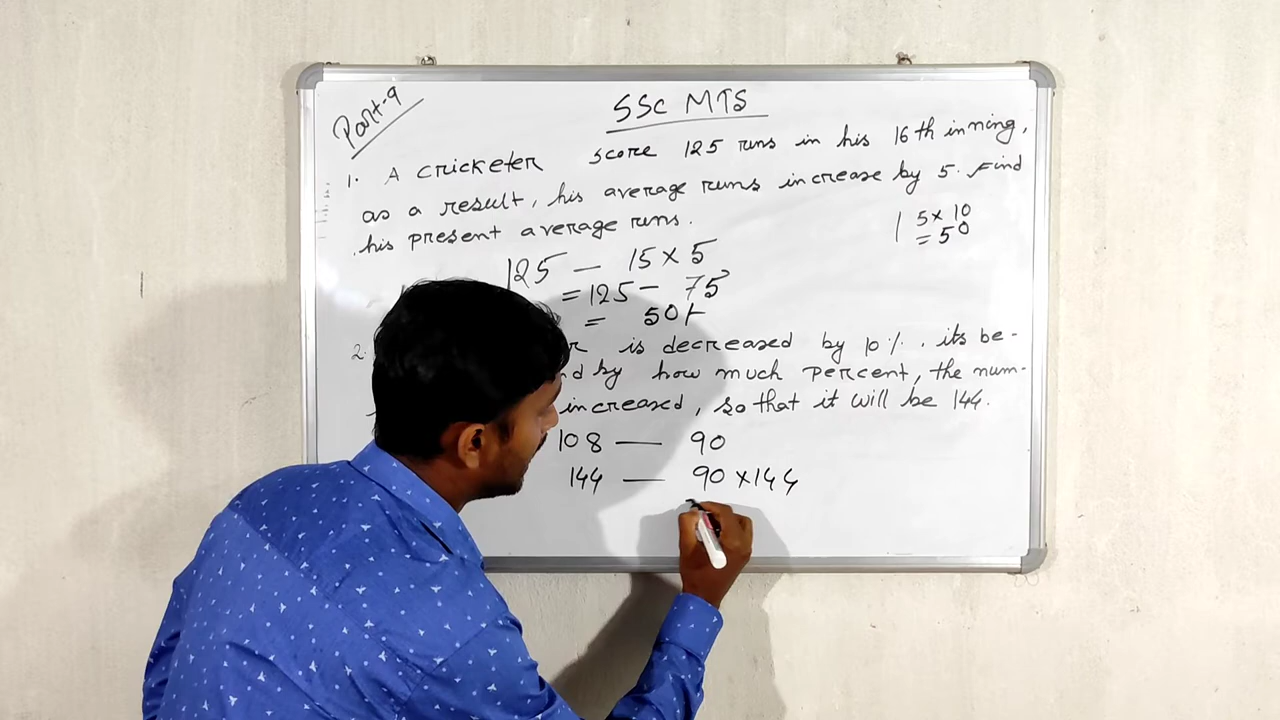 Part-9
SSC MTS
1. A cricketer score 125 runs in his 16th inning,
as a result, his average runs increase by 5. Find
his present average runs.
5 × 10
= 50
125 — 15 × 5
= 125 — 75
= 50
2. is decreased by 10%. its be-
by how much percent, the num-
increased, so that it will be 144.
108 — 90
144 — 90 × 144